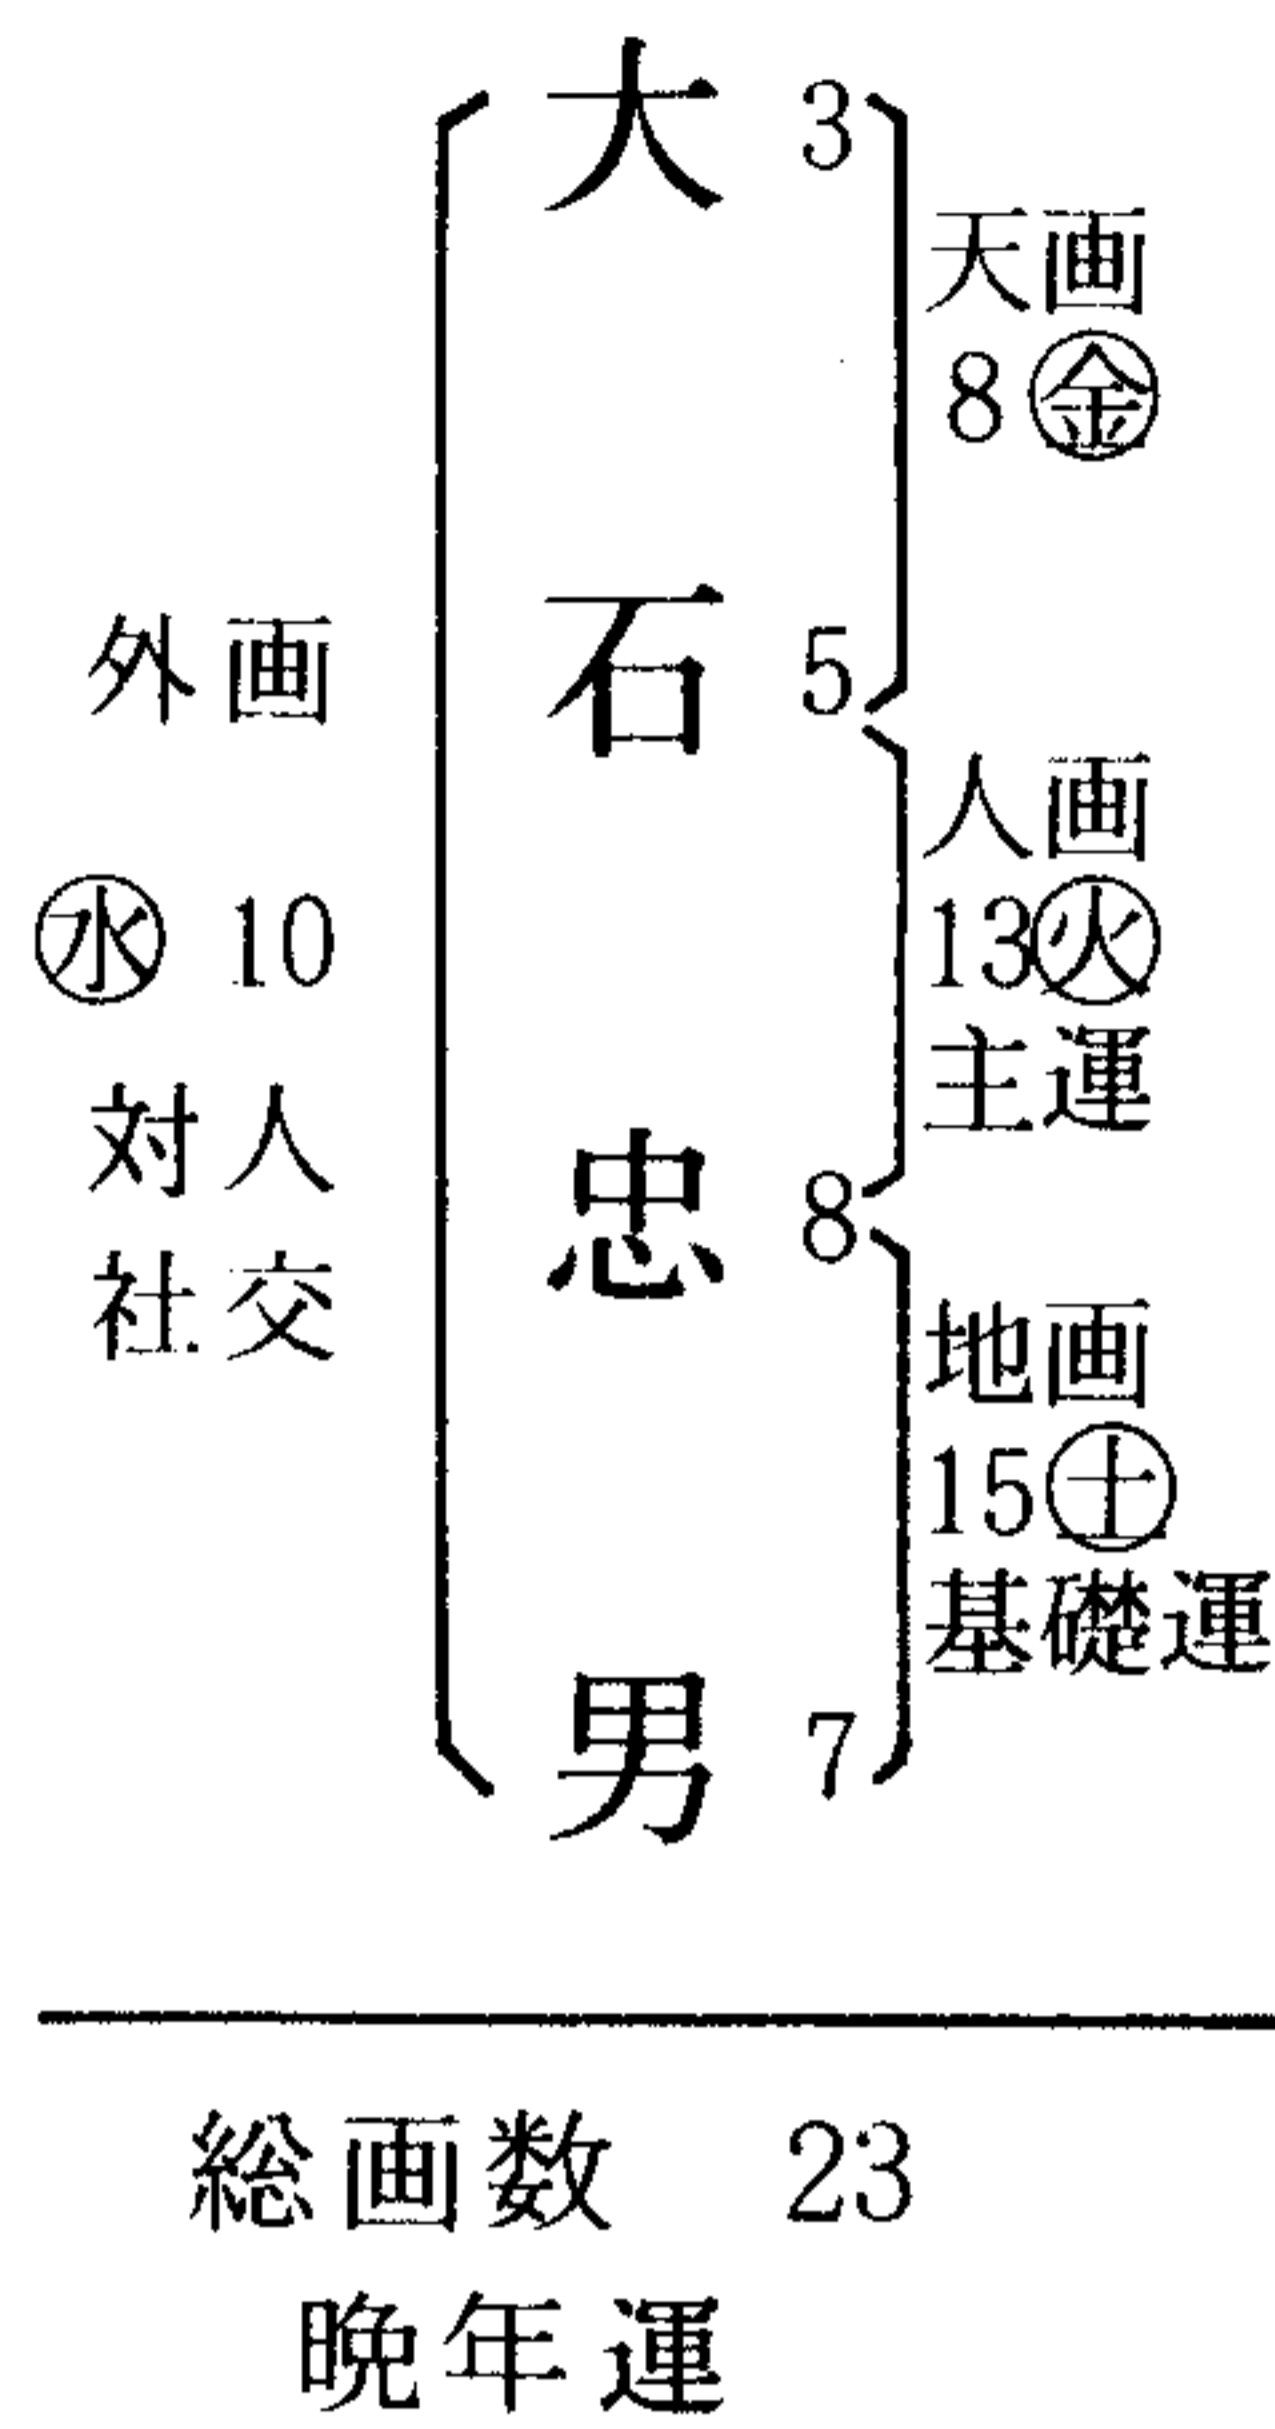 大 3
天画
8 ㊎
石 5
人画
13㊋
主運
忠 8
地画
15㊏
基礎運
男 7
外画
㊌ 10
対人
社交
総画数 23
晩年運